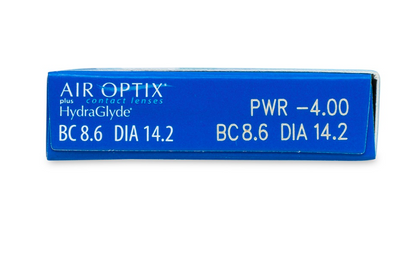 AIR OPTIX®
plus contact lenses
HydraGlyde®
BC 8.6 DIA 14.2
PWR -4.00
BC 8.6 DIA 14.2